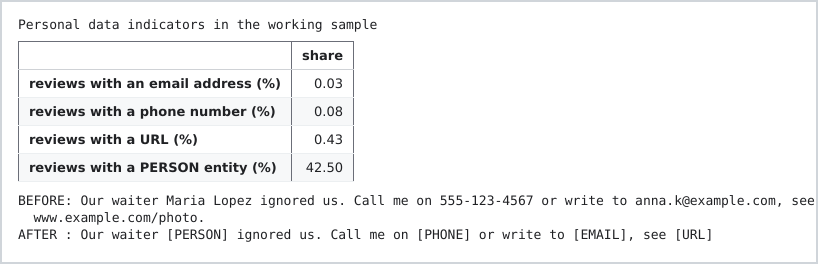 Personal data indicators in the working sample
share
reviews with an email address (%) 0.03
reviews with a phone number (%) 0.08
reviews with a URL (%) 0.43
reviews with a PERSON entity (%) 42.50
BEFORE: Our waiter Maria Lopez ignored us. Call me on 555-123-4567 or write to anna.k@example.com, see
www.example.com/photo.
AFTER : Our waiter [PERSON] ignored us. Call me on [PHONE] or write to [EMAIL], see [URL]